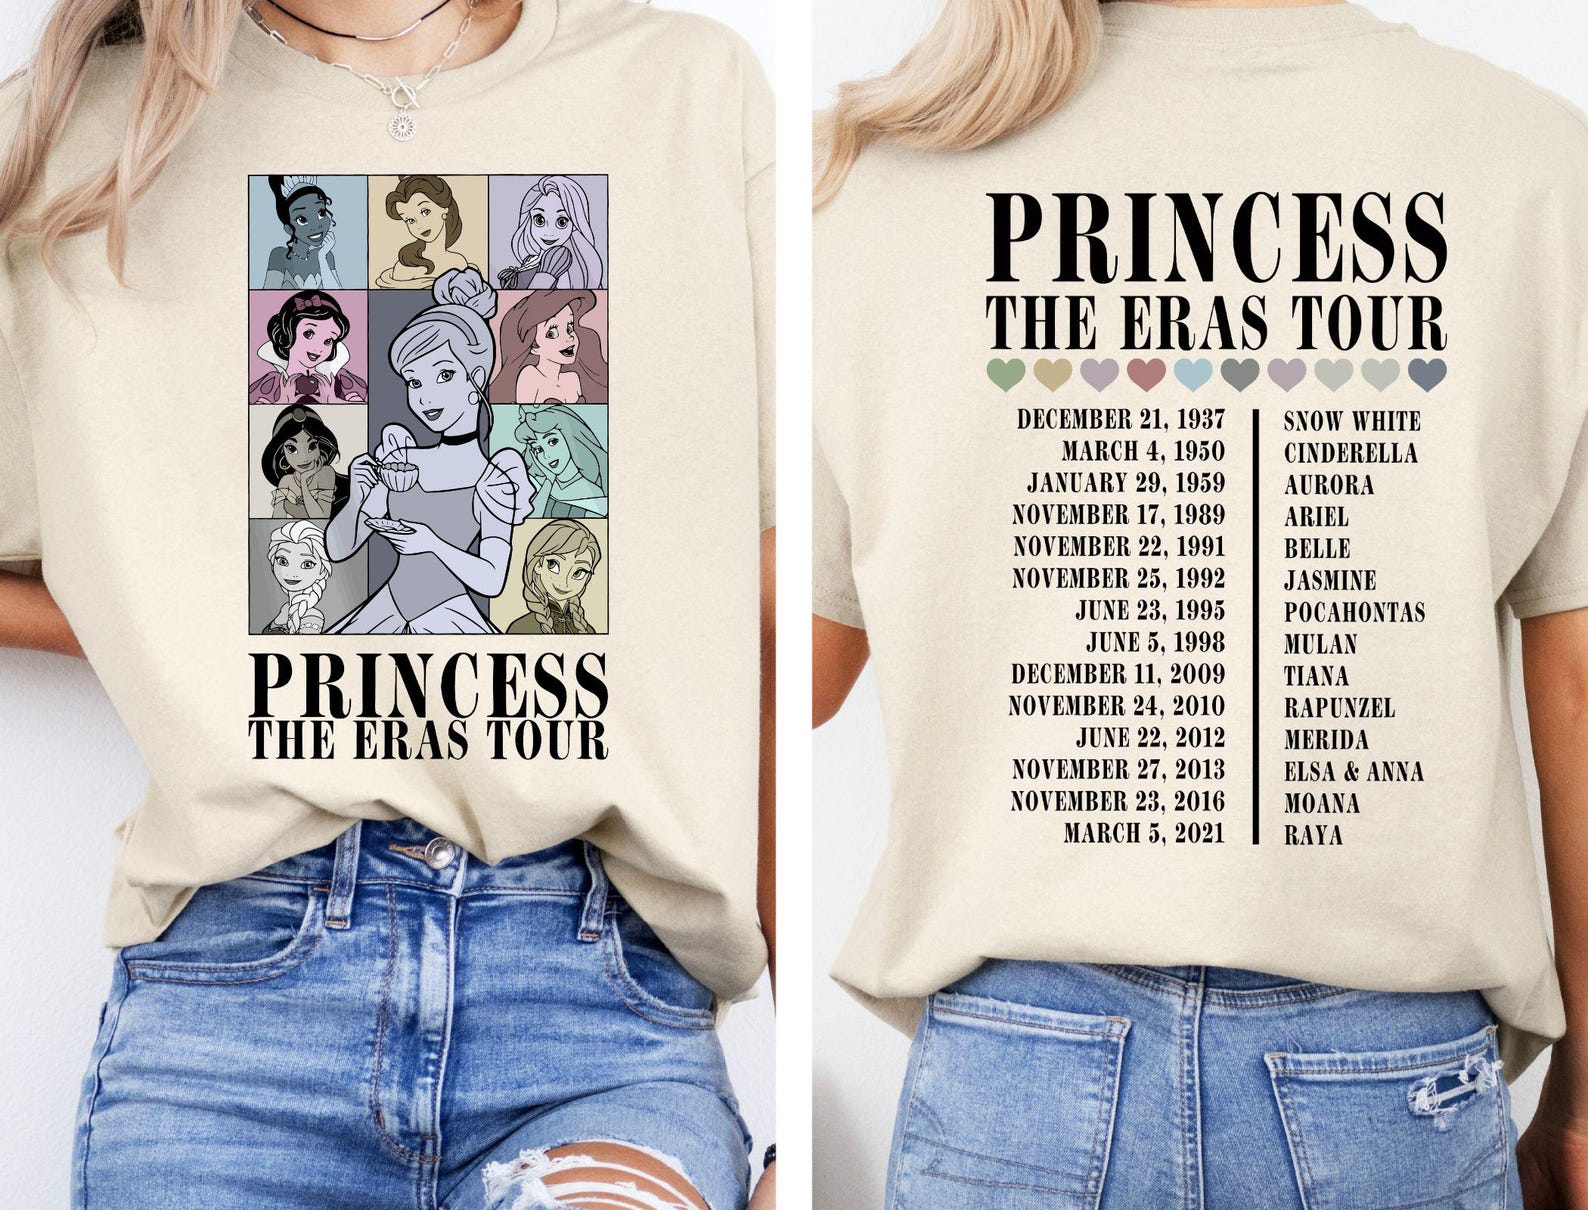 PRINCESS
THE ERAS TOUR
PRINCESS
THE ERAS TOUR
DECEMBER 21, 1937 SNOW WHITE
MARCH 4, 1950 CINDERELLA
JANUARY 29, 1959 AURORA
NOVEMBER 17, 1989 ARIEL
NOVEMBER 22, 1991 BELLE
NOVEMBER 25, 1992 JASMINE
JUNE 23, 1995 POCAHONTAS
JUNE 5, 1998 MULAN
DECEMBER 11, 2009 TIANA
NOVEMBER 24, 2010 RAPUNZEL
JUNE 22, 2012 MERIDA
NOVEMBER 27, 2013 ELSA & ANNA
NOVEMBER 23, 2016 MOANA
MARCH 5, 2021 RAYA